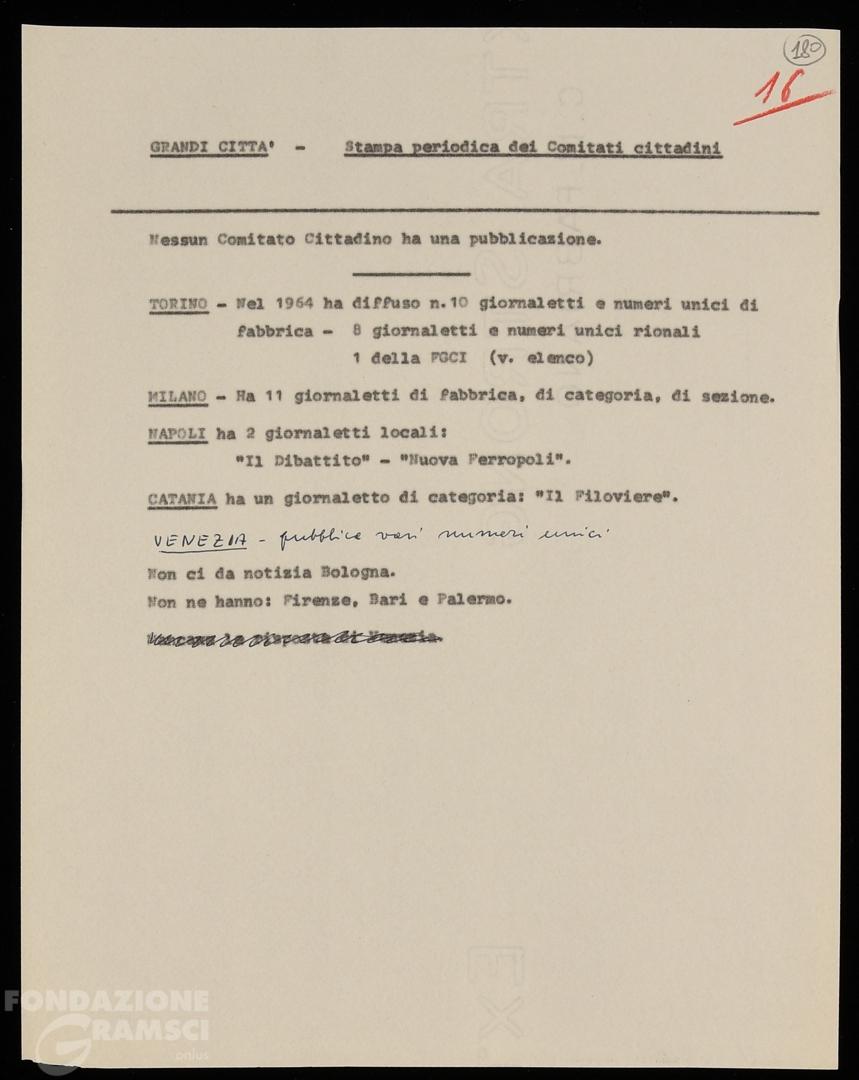 180
16
GRANDI CITTA' - Stampa periodica dei Comitati cittadini
Nessun Comitato Cittadino ha una pubblicazione.
TORINO - Nel 1964 ha diffuso n.10 giornaletti e numeri unici di
fabbrica - 8 giornaletti e numeri unici rionali
1 della FGCI (v. elenco)
MILANO - Ha 11 giornaletti di fabbrica, di categoria, di sezione.
NAPOLI ha 2 giornaletti locali:
"Il Dibattito" - "Nuova Ferropoli".
CATANIA ha un giornaletto di categoria: "Il Filoviere".
VENEZIA - pubblica vari numeri unici
Non ci da notizia Bologna.
Non ne hanno: Firenze, Bari e Palermo.
FONDAZIONE
GRAMSCI
onlus